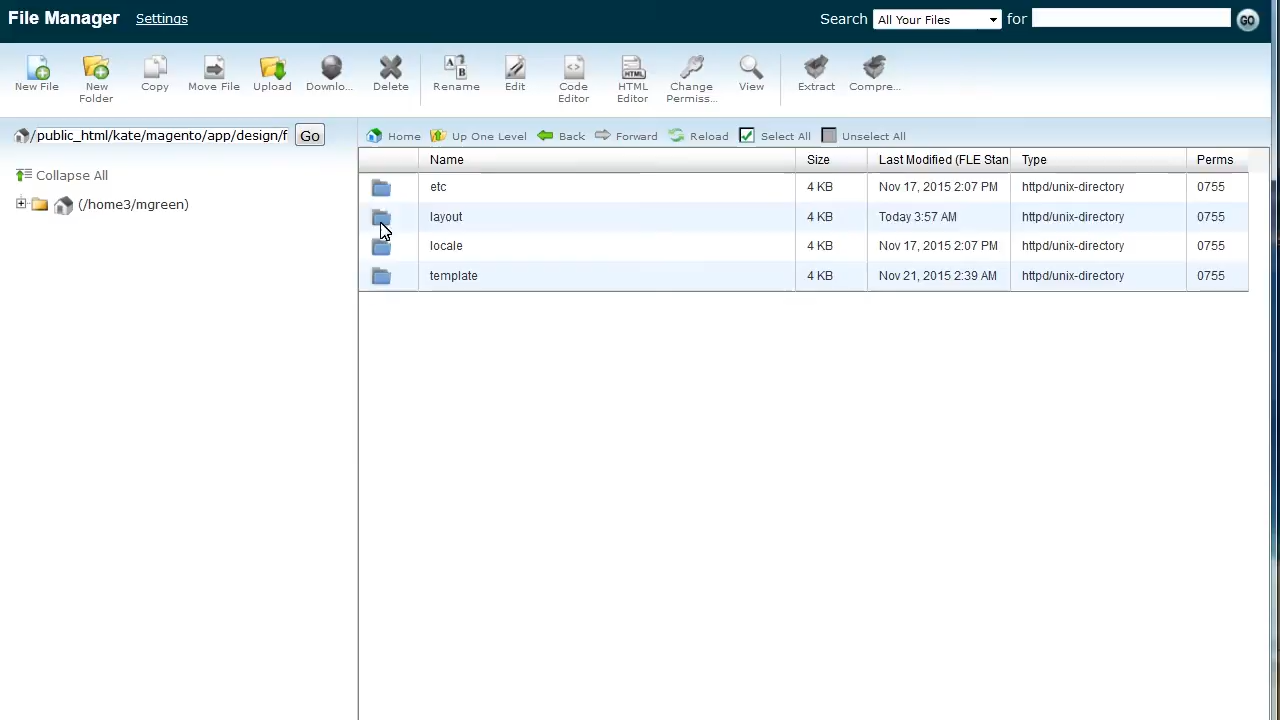 File Manager Settings Search All Your Files for GO
New File New Folder Copy Move File Upload Downlo... Delete Rename Edit Code Editor HTML Editor Change Permiss... View Extract Compre...
/public_html/kate/magento/app/design/f Go Home Up One Level Back Forward Reload Select All Unselect All
Name Size Last Modified (FLE Stan Type Perms
Collapse All
(/home3/mgreen)
etc 4 KB Nov 17, 2015 2:07 PM httpd/unix-directory 0755
layout 4 KB Today 3:57 AM httpd/unix-directory 0755
locale 4 KB Nov 17, 2015 2:07 PM httpd/unix-directory 0755
template 4 KB Nov 21, 2015 2:39 AM httpd/unix-directory 0755